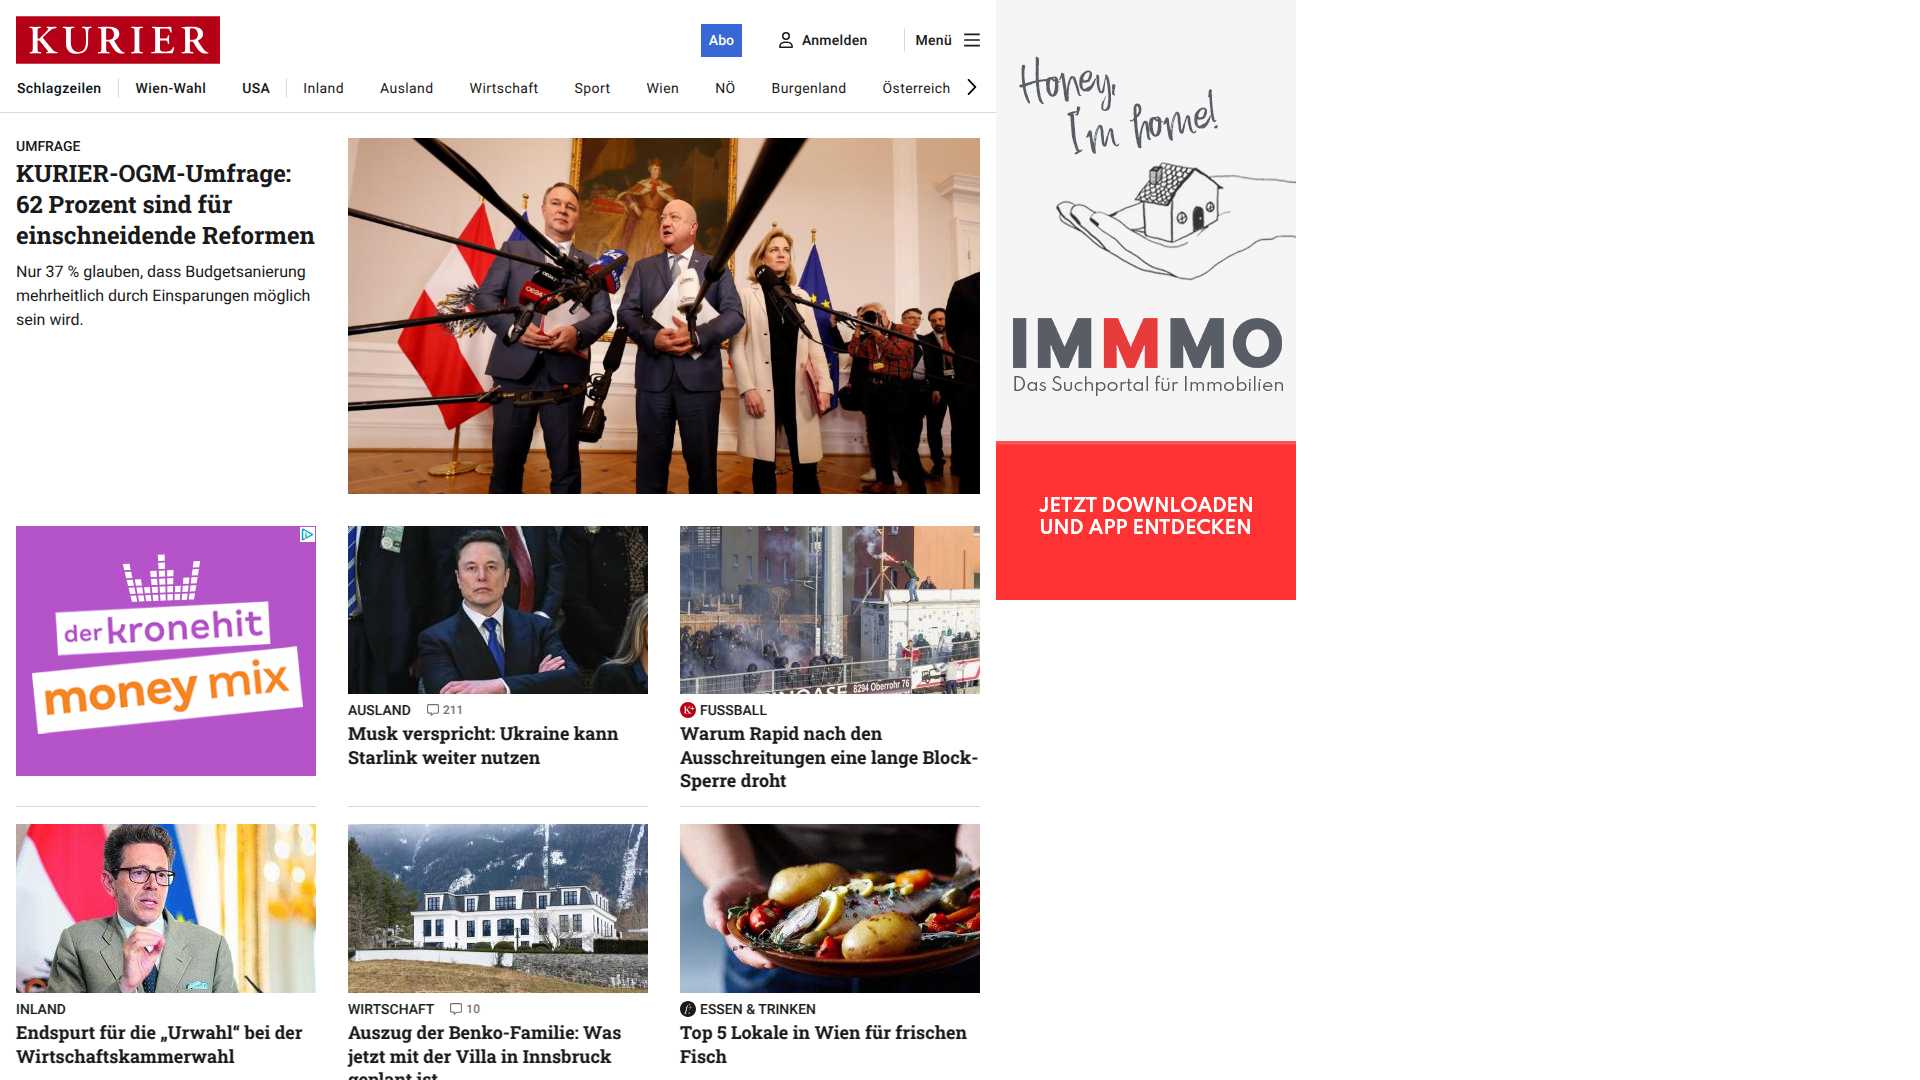 KURIER
Abo
Anmelden
Menü
Schlagzeilen
Wien-Wahl
USA
Inland
Ausland
Wirtschaft
Sport
Wien
NÖ
Burgenland
Österreich
UMFRAGE
KURIER-OGM-Umfrage:
62 Prozent sind für
einschneidende Reformen
Nur 37 % glauben, dass Budgetsanierung
mehrheitlich durch Einsparungen möglich
sein wird.
Honey,
I'm home!
IMMMO
Das Suchportal für Immobilien
JETZT DOWNLOADEN
UND APP ENTDECKEN
der kronehit
money mix
AUSLAND
211
Musk verspricht: Ukraine kann
Starlink weiter nutzen
8294 Oberrohr 76
K+
FUSSBALL
Warum Rapid nach den
Ausschreitungen eine lange Block-
Sperre droht
INLAND
Endspurt für die „Urwahl“ bei der
Wirtschaftskammerwahl
WIRTSCHAFT
10
Auszug der Benko-Familie: Was
jetzt mit der Villa in Innsbruck
geplant ist
ESSEN & TRINKEN
Top 5 Lokale in Wien für frischen
Fisch